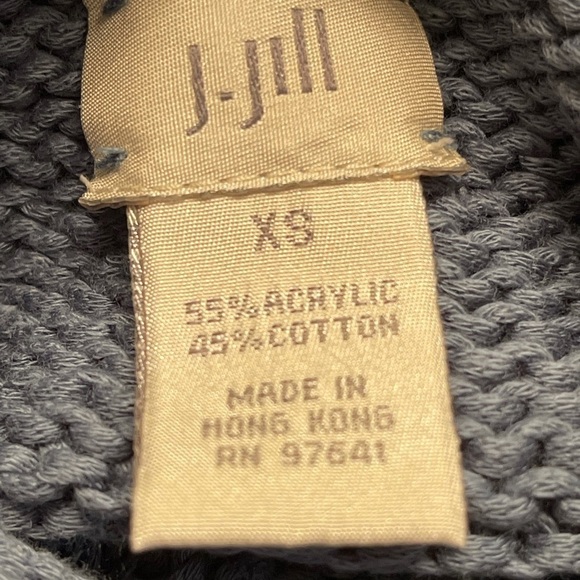 J.Jill
XS
55% ACRYLIC
45% COTTON
MADE IN
HONG KONG
RN 97641